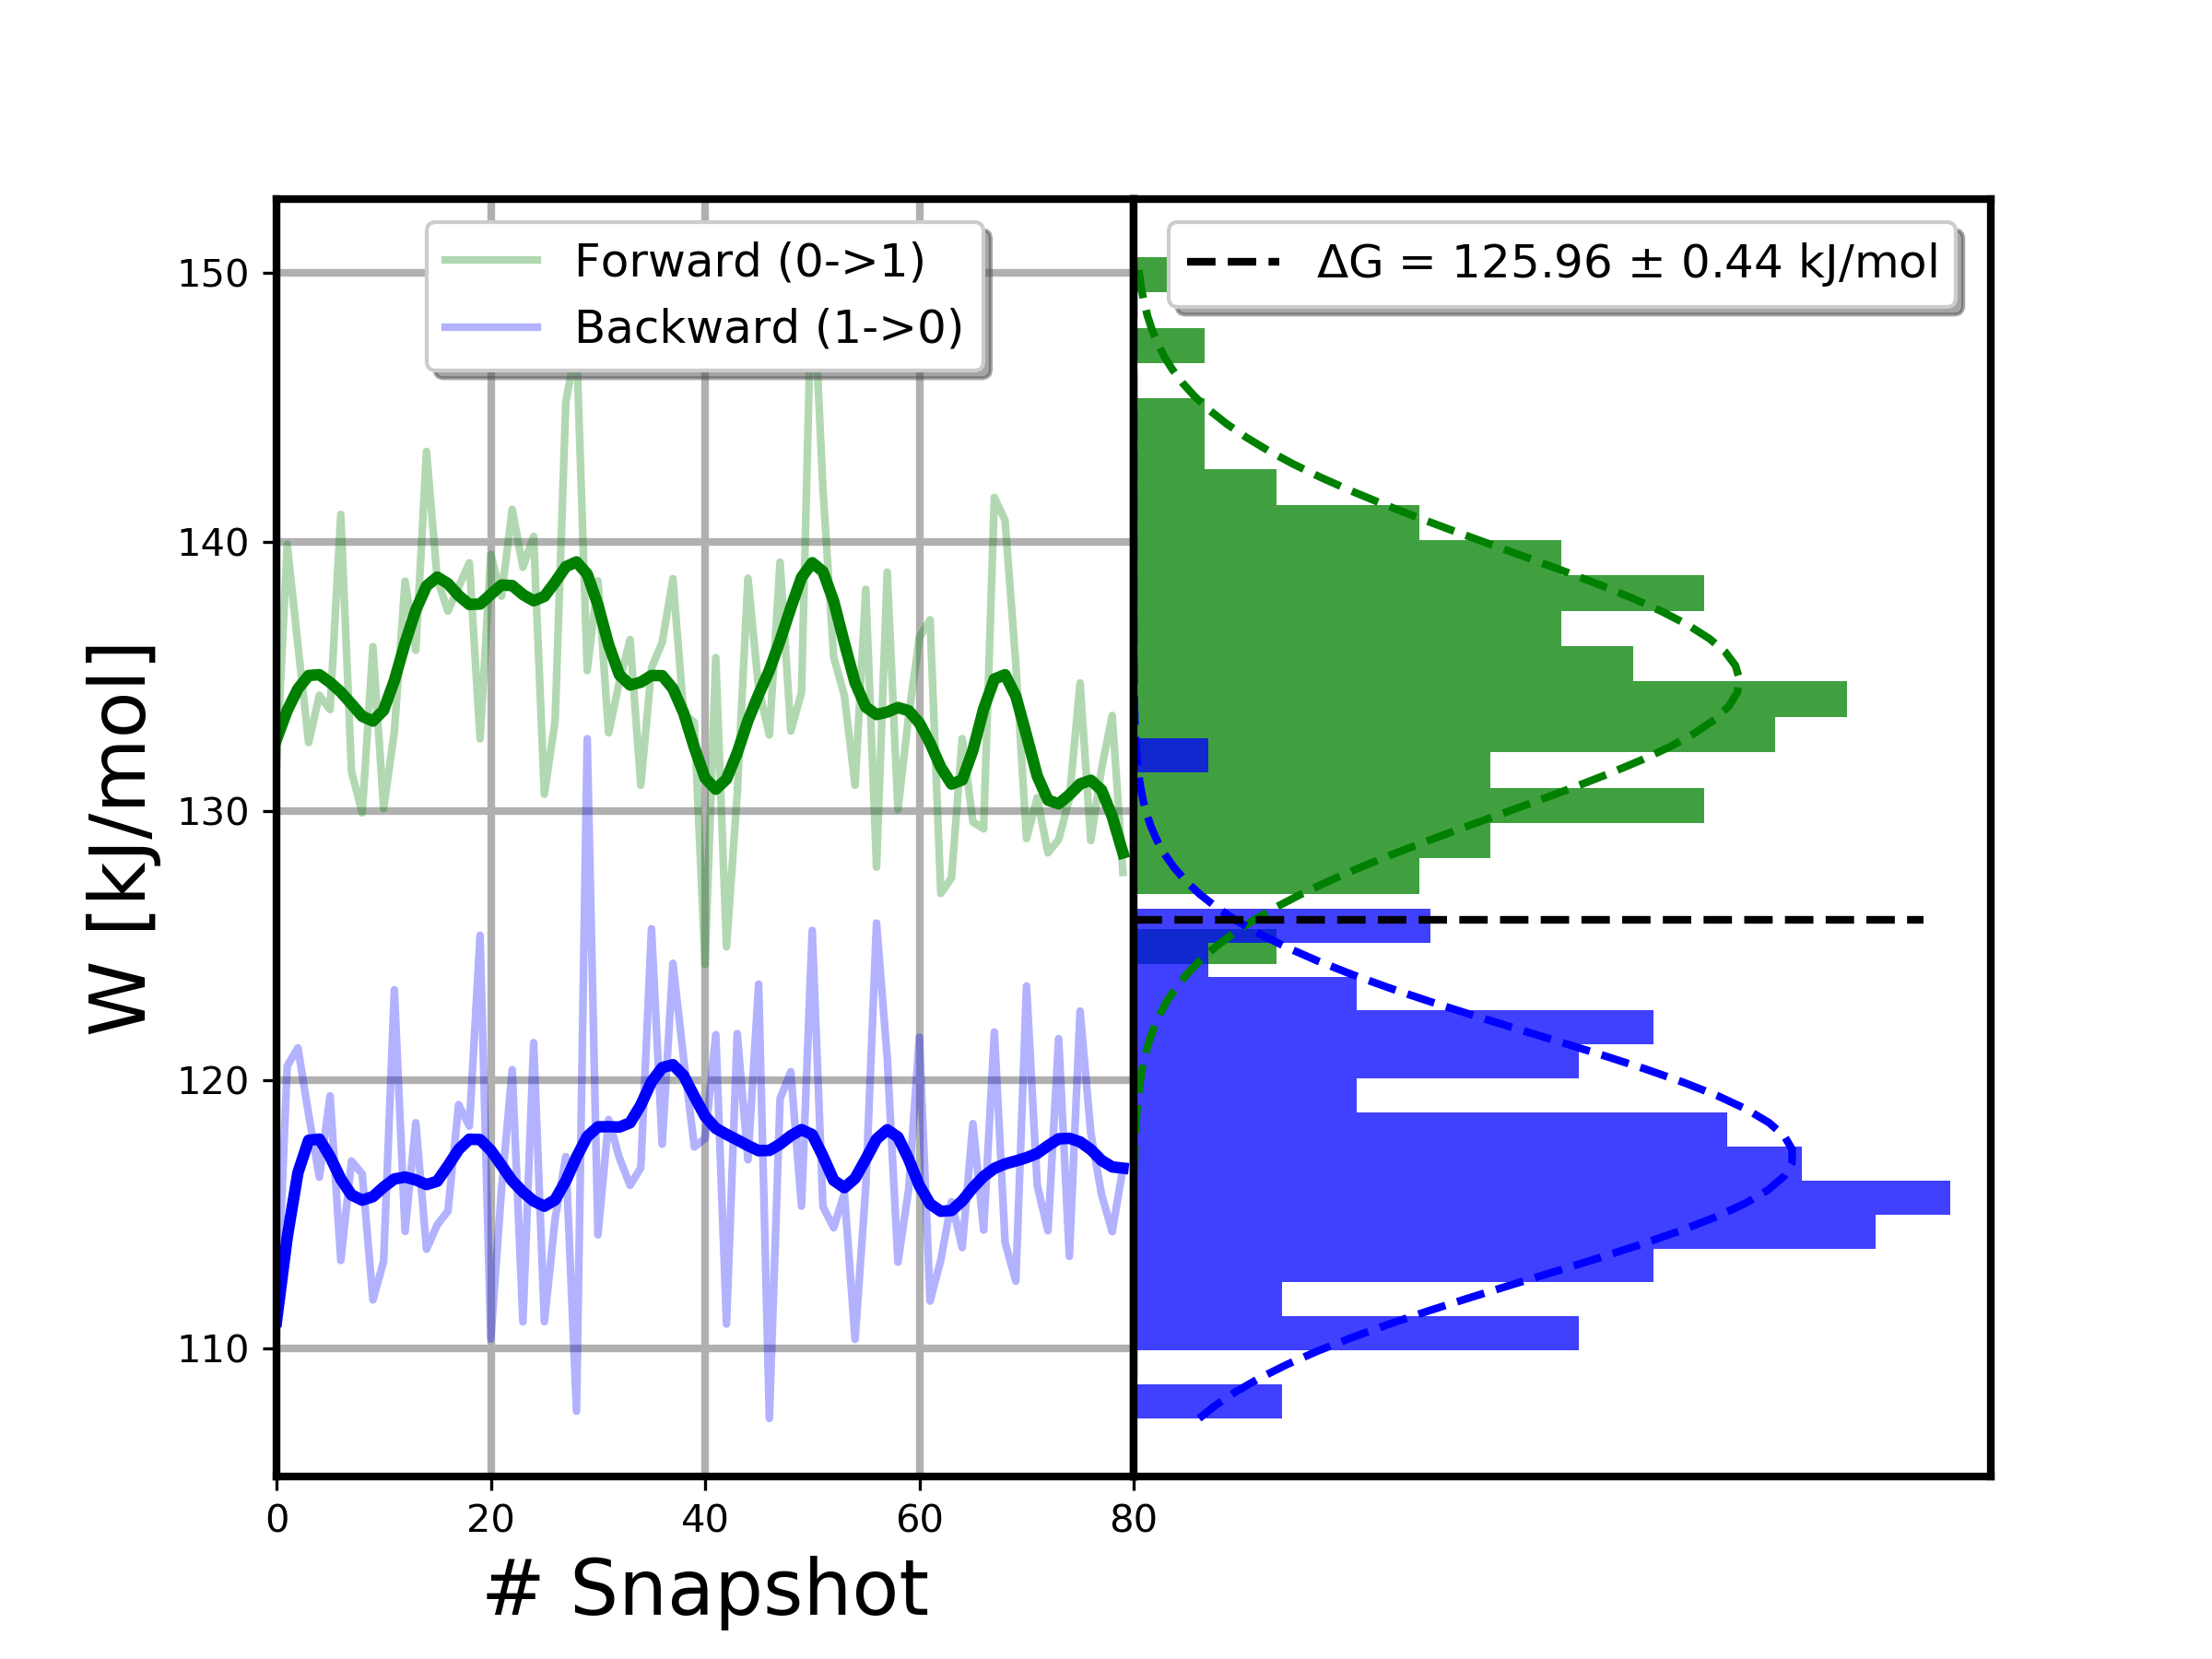 Forward (0->1)
Backward (1->0)
ΔG = 125.96 ± 0.44 kJ/mol
W [kJ/mol]
150
140
130
120
110
0 20 40 60 80
# Snapshot